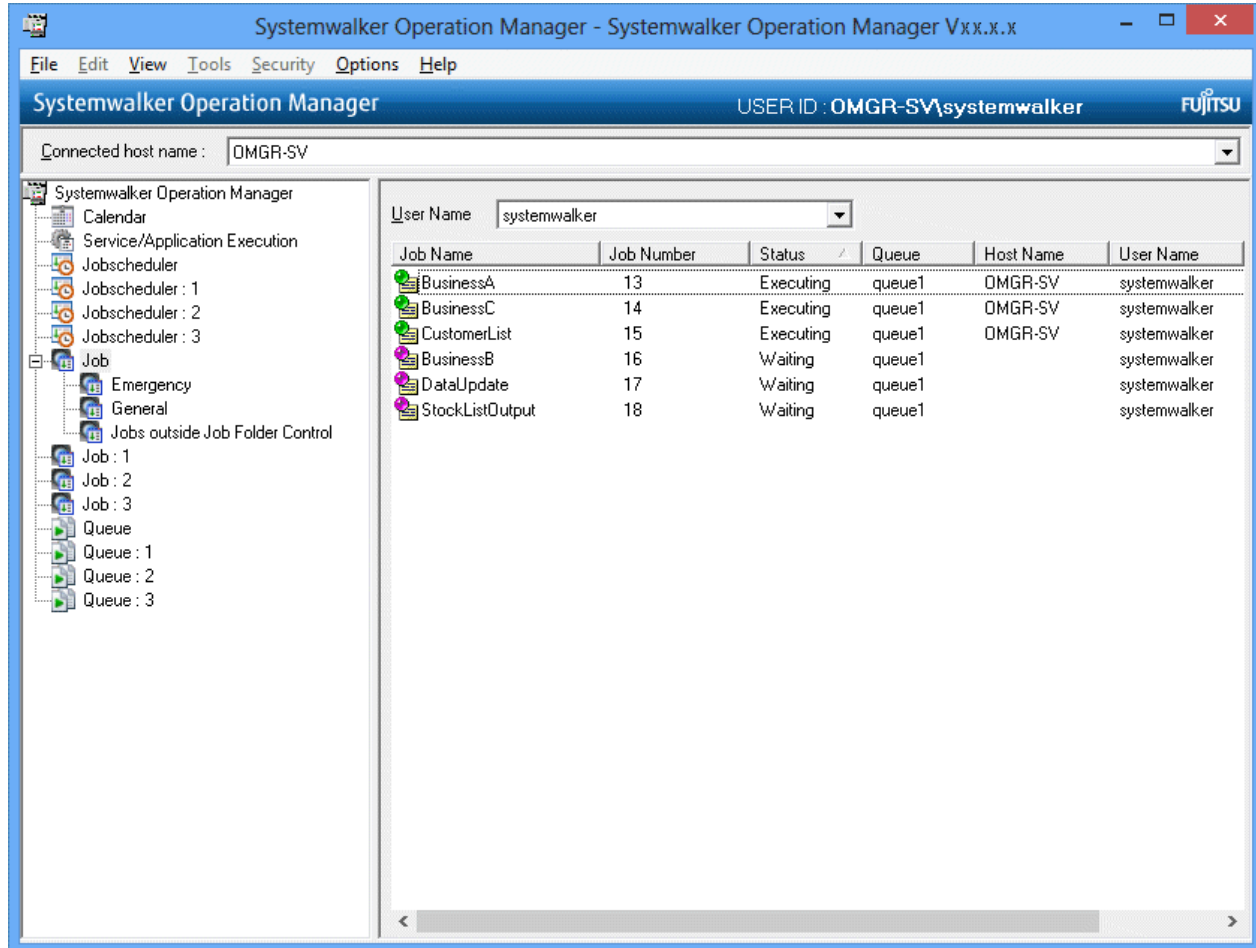 Systemwalker Operation Manager - Systemwalker Operation Manager Vxx.x.x
File Edit View Tools Security Options Help
Systemwalker Operation Manager USER ID : OMGR-SV\systemwalker FUJITSU
Connected host name : OMGR-SV
Systemwalker Operation Manager
Calendar
Service/Application Execution
Jobscheduler
Jobscheduler : 1
Jobscheduler : 2
Jobscheduler : 3
Job
Emergency
General
Jobs outside Job Folder Control
Job : 1
Job : 2
Job : 3
Queue
Queue : 1
Queue : 2
Queue : 3
User Name systemwalker
Job Name Job Number Status Queue Host Name User Name
BusinessA 13 Executing queue1 OMGR-SV systemwalker
BusinessC 14 Executing queue1 OMGR-SV systemwalker
CustomerList 15 Executing queue1 OMGR-SV systemwalker
BusinessB 16 Waiting queue1 systemwalker
DataUpdate 17 Waiting queue1 systemwalker
StockListOutput 18 Waiting queue1 systemwalker